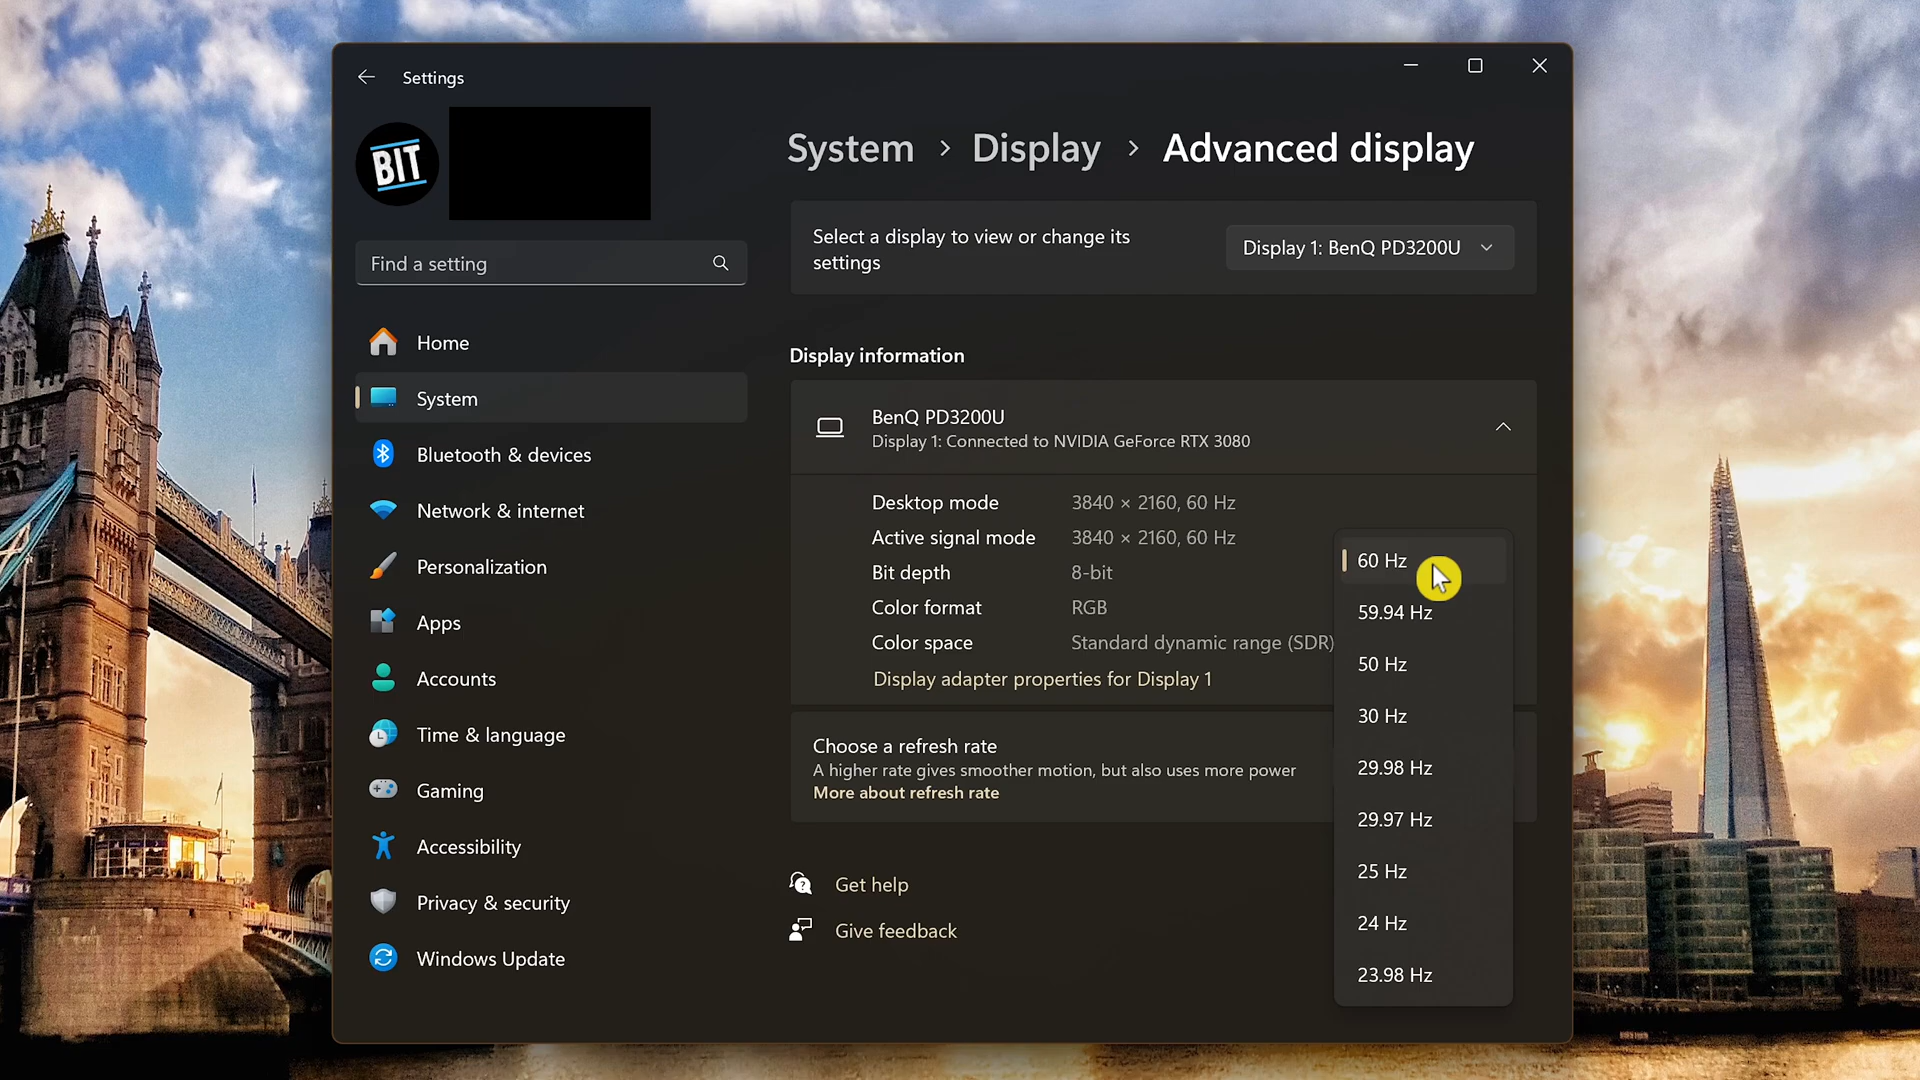 Settings
BIT
Find a setting
Home
System
Bluetooth & devices
Network & internet
Personalization
Apps
Accounts
Time & language
Gaming
Accessibility
Privacy & security
Windows Update
System > Display > Advanced display
Select a display to view or change its
settings
Display 1: BenQ PD3200U
Display information
BenQ PD3200U
Display 1: Connected to NVIDIA GeForce RTX 3080
Desktop mode 3840 × 2160, 60 Hz
Active signal mode 3840 × 2160, 60 Hz
Bit depth 8-bit
Color format RGB
Color space Standard dynamic range (SDR)
Display adapter properties for Display 1
Choose a refresh rate
A higher rate gives smoother motion, but also uses more power
More about refresh rate
60 Hz
59.94 Hz
50 Hz
30 Hz
29.98 Hz
29.97 Hz
25 Hz
24 Hz
23.98 Hz
Get help
Give feedback